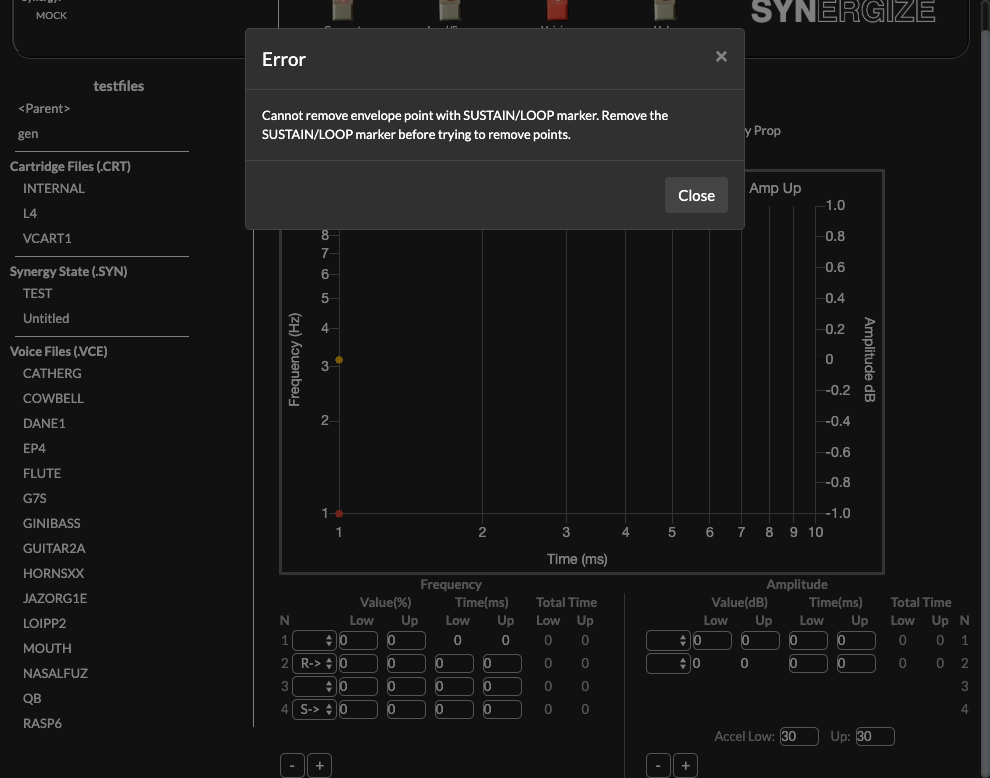 MOCK
SYNERGIZE
Error
×
Cannot remove envelope point with SUSTAIN/LOOP marker. Remove the
SUSTAIN/LOOP marker before trying to remove points.
Close
testfiles
<Parent>
gen
Cartridge Files (.CRT)
INTERNAL
L4
VCART1
Synergy State (.SYN)
TEST
Untitled
Voice Files (.VCE)
CATHERG
COWBELL
DANE1
EP4
FLUTE
G7S
GINIBASS
GUITAR2A
HORNSXX
JAZORG1E
LOIPP2
MOUTH
NASALFUZ
QB
RASP6
y Prop
Amp Up
8
7
6
5
4
3
2
1
Frequency (Hz)
1 2 3 4 5 6 7 8 9 10
Time (ms)
1.0
0.8
0.6
0.4
0.2
0
-0.2
-0.4
-0.6
-0.8
-1.0
Amplitude dB
Frequency Amplitude
Value(%) Time(ms) Total Time Value(dB) Time(ms) Total Time
N Low Up Low Up Low Up Low Up Low Up Low Up N
1 0 0 0 0 0 0 0 0 0 0 0 0 1
2 R-> 0 0 0 0 0 0 0 0 0 0 0 0 2
3 0 0 0 0 0 0 3
4 S-> 0 0 0 0 0 0 4
Accel Low: 30 Up: 30
- + - +